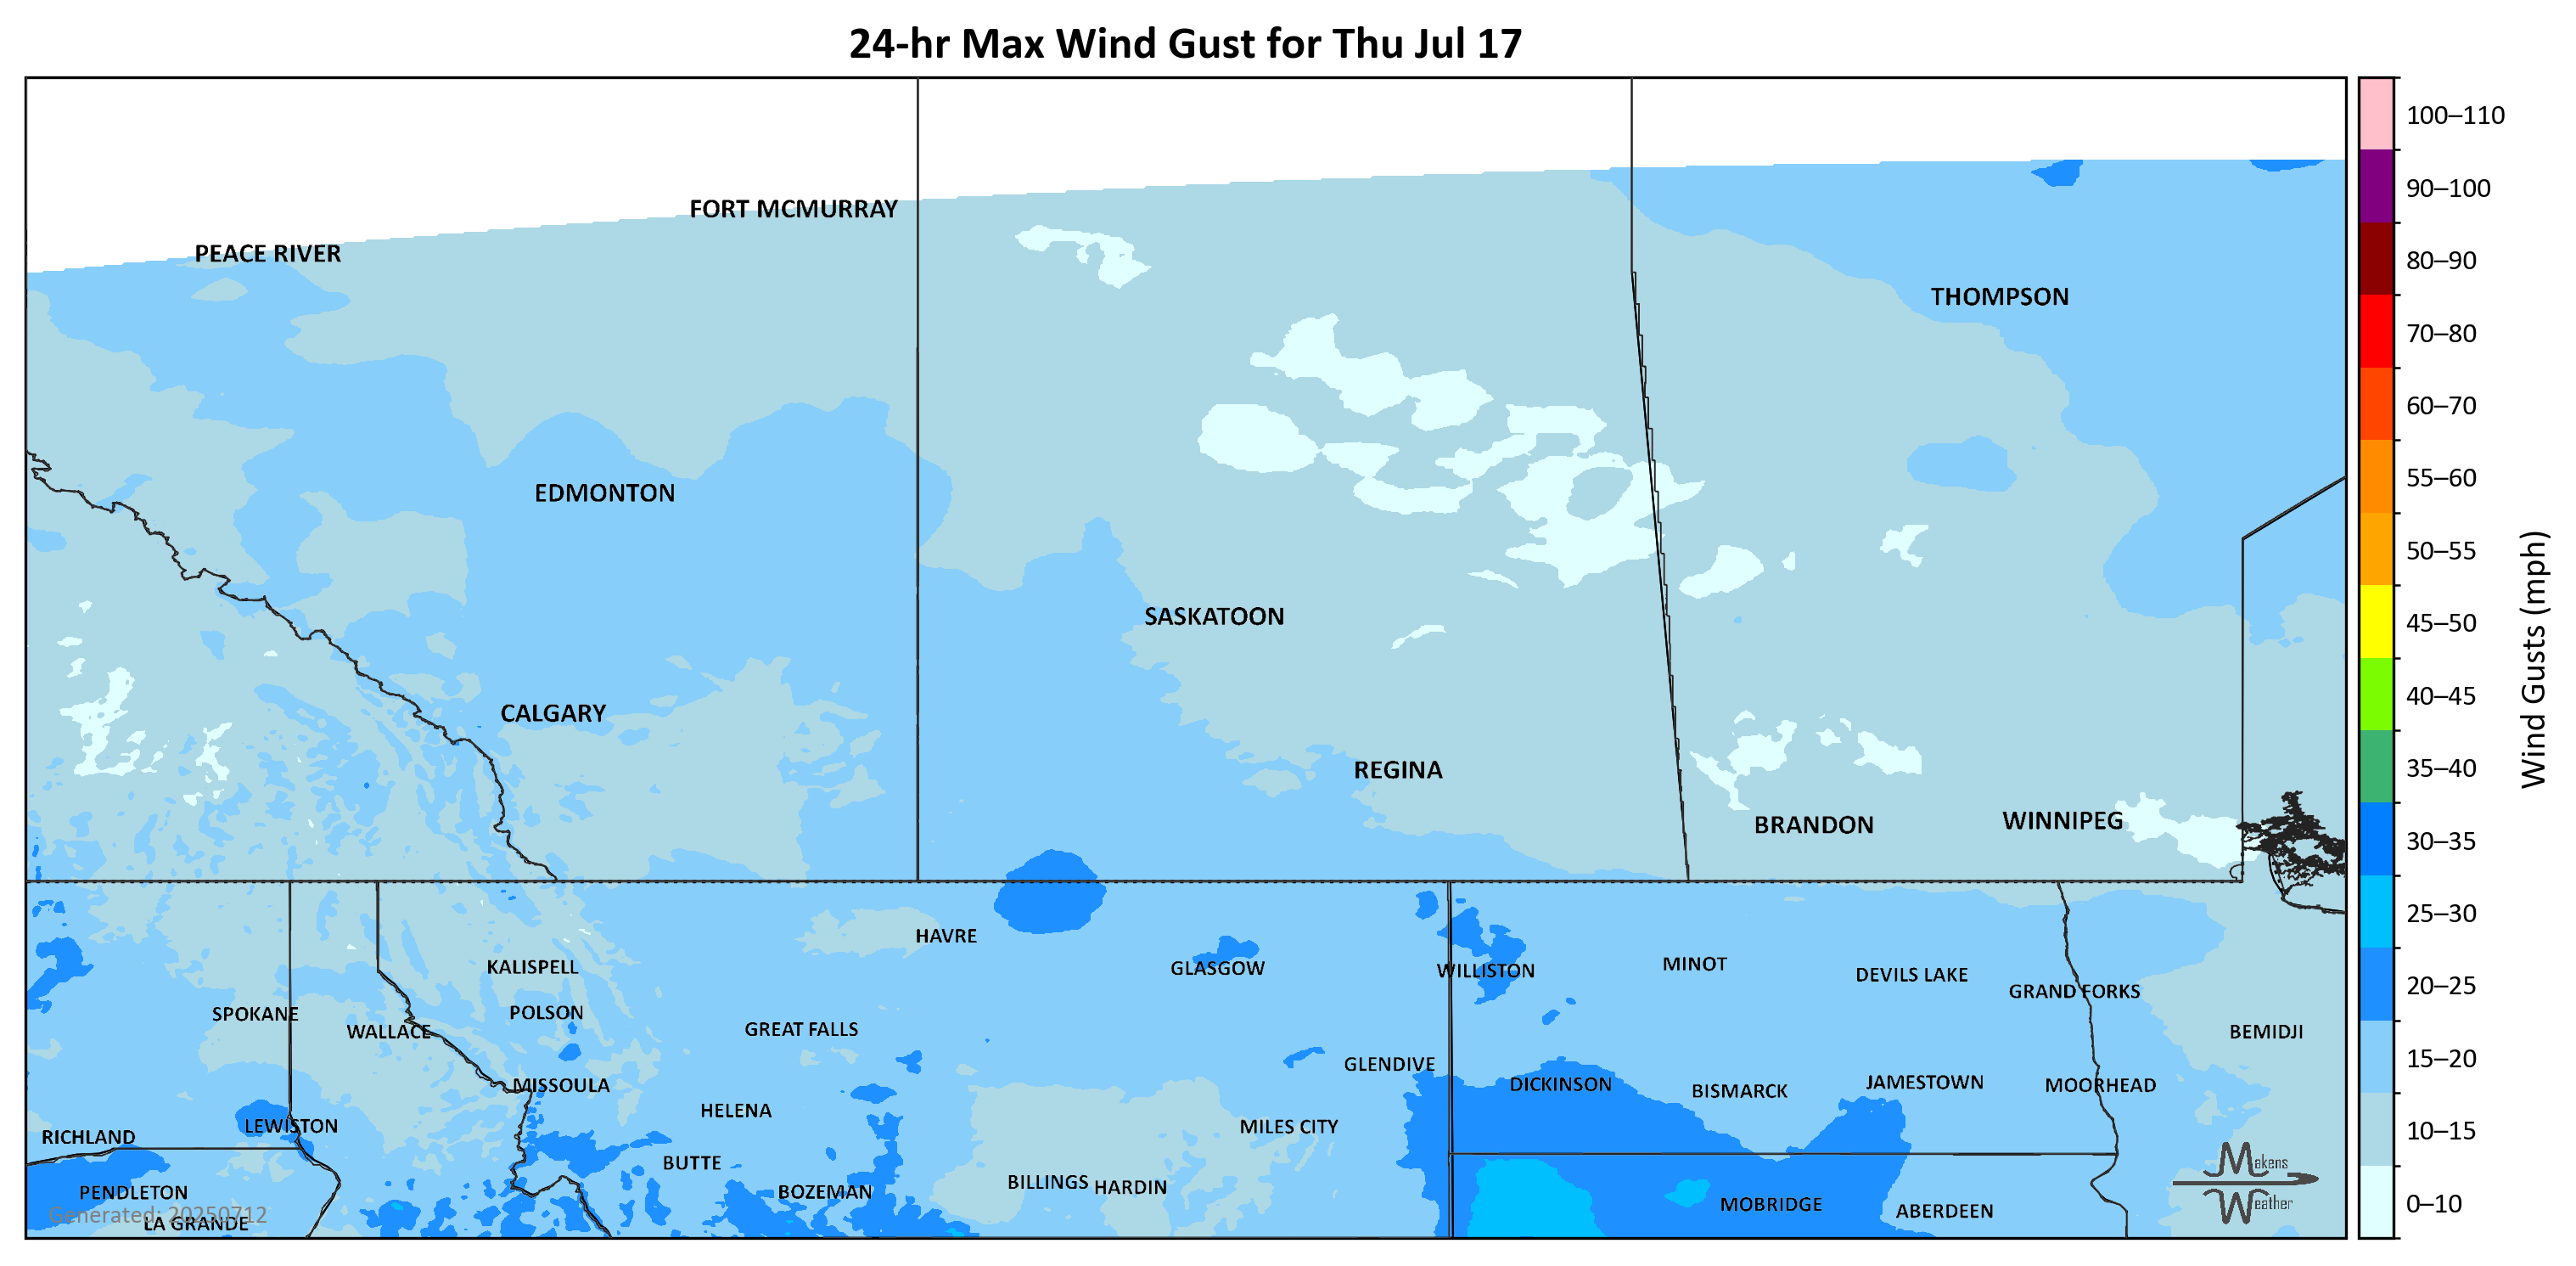 24-hr Max Wind Gust for Thu Jul 17
100–110
90–100
80–90
70–80
60–70
55–60
50–55
45–50
40–45
35–40
30–35
25–30
20–25
15–20
10–15
0–10
Wind Gusts (mph)
FORT MCMURRAY
PEACE RIVER
THOMPSON
EDMONTON
SASKATOON
CALGARY
REGINA
BRANDON
WINNIPEG
HAVRE
KALISPELL
GLASGOW
WILLISTON
MINOT
DEVILS LAKE
GRAND FORKS
SPOKANE
POLSON
WALLACE
GREAT FALLS
BEMIDJI
GLENDIVE
MISSOULA
DICKINSON
BISMARCK
JAMESTOWN
MOORHEAD
HELENA
LEWISTON
MILES CITY
RICHLAND
BUTTE
PENDLETON
BOZEMAN
BILLINGS
HARDIN
MOBRIDGE
ABERDEEN
Makens
Weather
Generated: 20250712
LA GRANDE